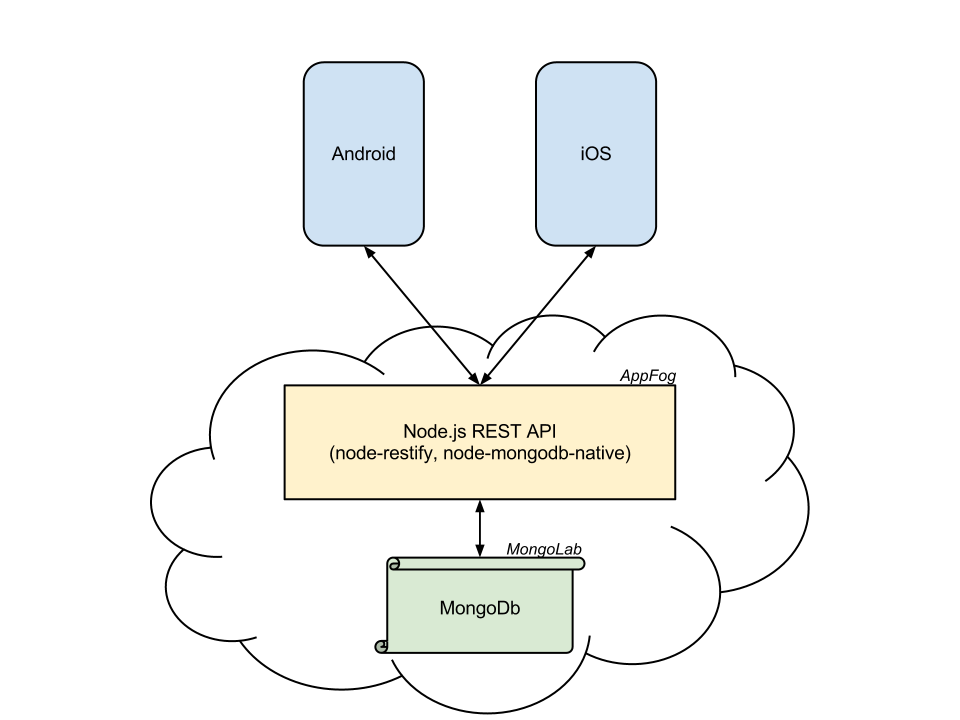 Android
iOS
AppFog
Node.js REST API
(node-restify, node-mongodb-native)
MongoLab
MongoDb